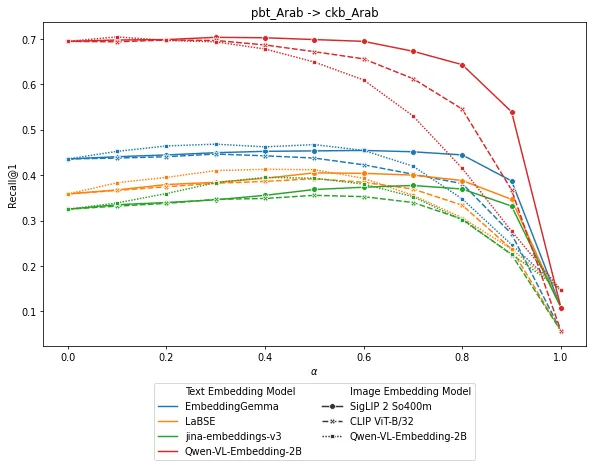 pbt_Arab -> ckb_Arab
Recall@1
0.7
0.6
0.5
0.4
0.3
0.2
0.1
0.0 0.2 0.4 0.6 0.8 1.0
α
Text Embedding Model Image Embedding Model
EmbeddingGemma SigLIP 2 So400m
LaBSE CLIP ViT-B/32
jina-embeddings-v3 Qwen-VL-Embedding-2B
Qwen-VL-Embedding-2B